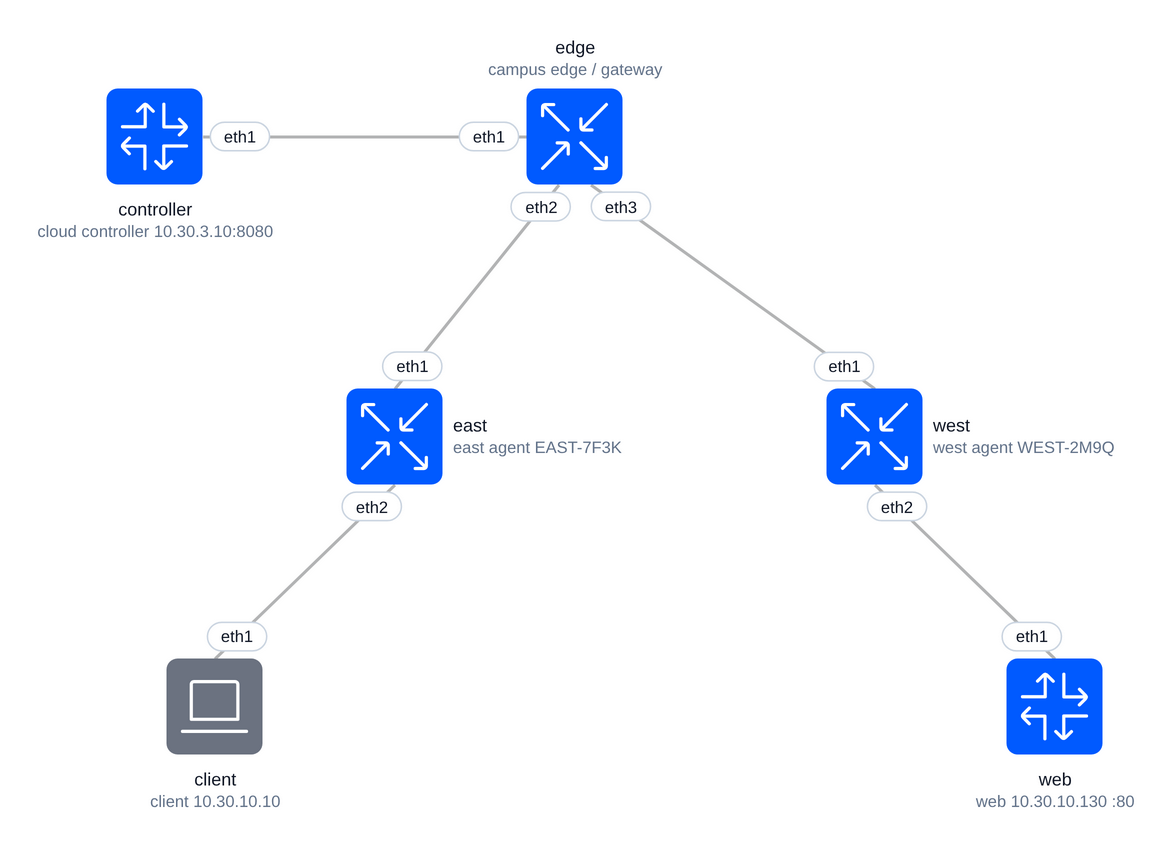 edge
campus edge / gateway
eth1
eth1
controller
cloud controller 10.30.3.10:8080
eth2
eth3
eth1
eth1
east
east agent EAST-7F3K
west
west agent WEST-2M9Q
eth2
eth2
eth1
eth1
client
client 10.30.10.10
web
web 10.30.10.130 :80